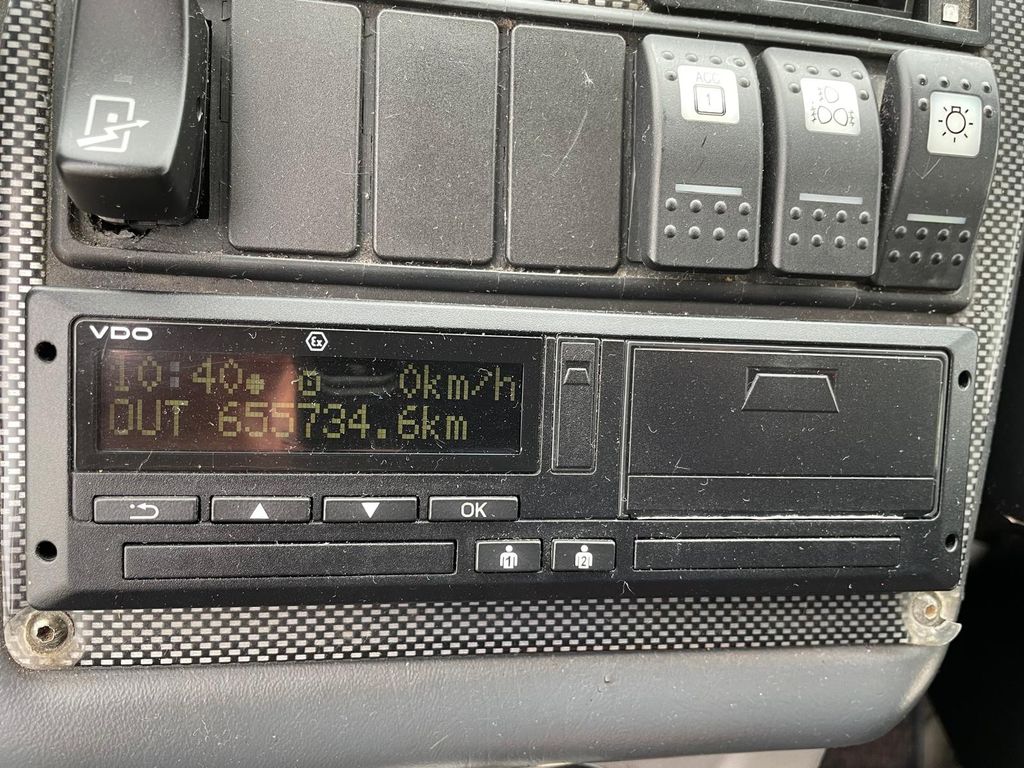 ACC
1
VDO
Ex
10:40 0km/h
OUT 655734.6km
OK
1
2